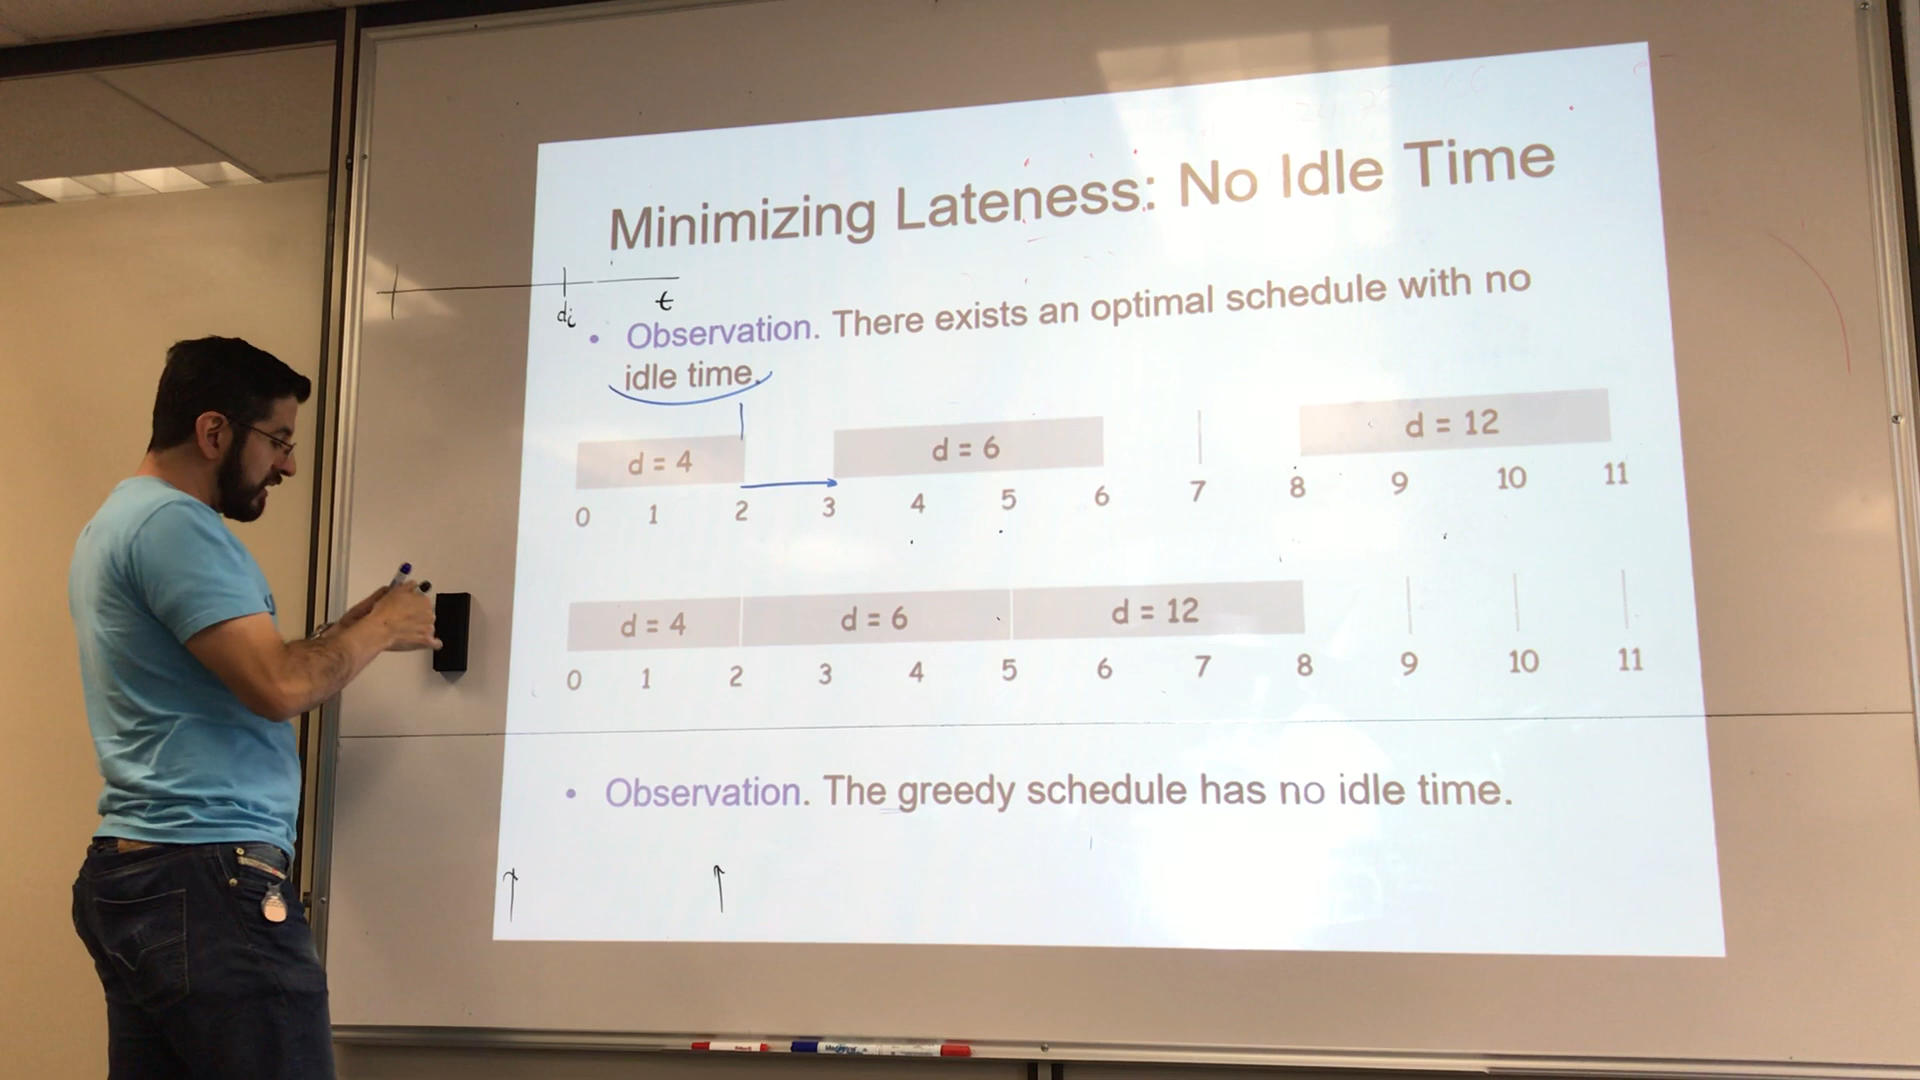 Minimizing Lateness: No Idle Time
di t
• Observation. There exists an optimal schedule with no
idle time.
d = 4 d = 6 d = 12
0 1 2 3 4 5 6 7 8 9 10 11
d = 4 d = 6 d = 12
0 1 2 3 4 5 6 7 8 9 10 11
• Observation. The greedy schedule has no idle time.